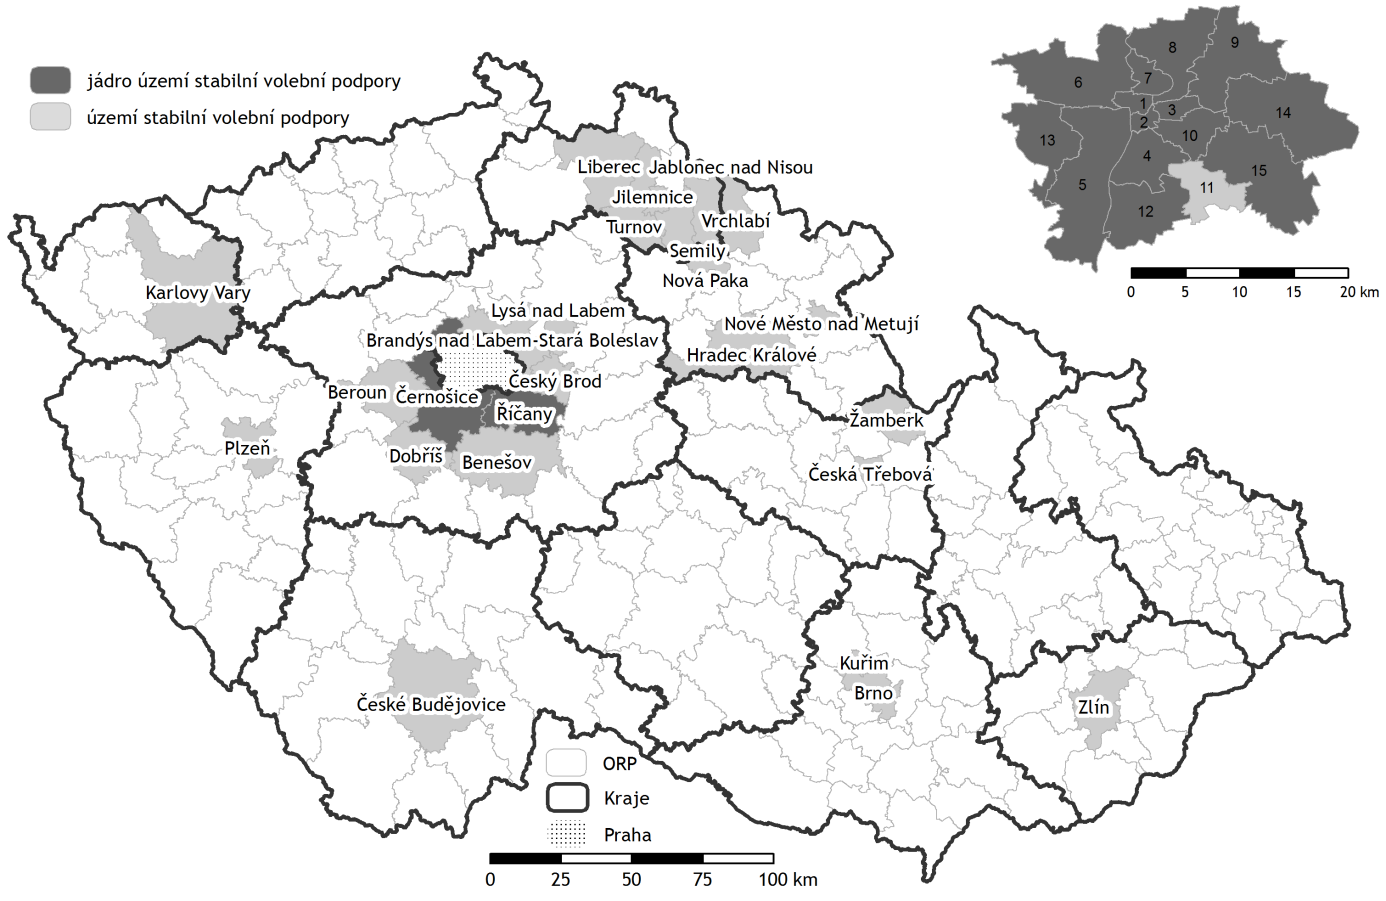 jádro území stabilní volební podpory
území stabilní volební podpory
8
9
6
7
1
3
14
2
13
10
4
15
5
11
12
0 5 10 15 20 km
Liberec Jablonec nad Nisou
Jilemnice
Vrchlabí
Turnov
Semily
Nová Paka
Karlovy Vary
Lysá nad Labem
Nové Město nad Metují
Brandýs nad Labem-Stará Boleslav
Hradec Králové
Český Brod
Beroun
Černošice
Říčany
Žamberk
Plzeň
Dobříš
Benešov
Česká Třebová
Kuřim
Brno
České Budějovice
Zlín
ORP
Kraje
Praha
0 25 50 75 100 km